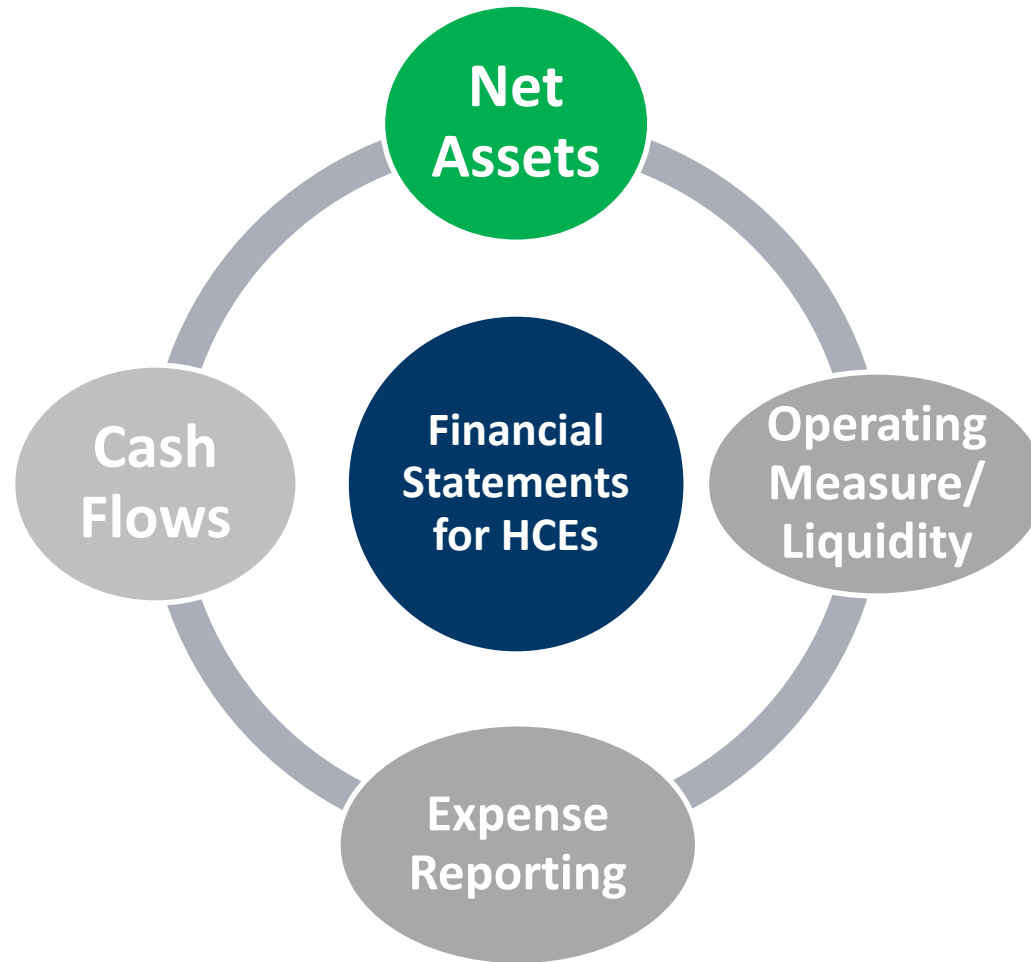 Net
Assets
Operating
Measure/
Liquidity
Expense
Reporting
Cash
Flows
Financial
Statements
for HCEs